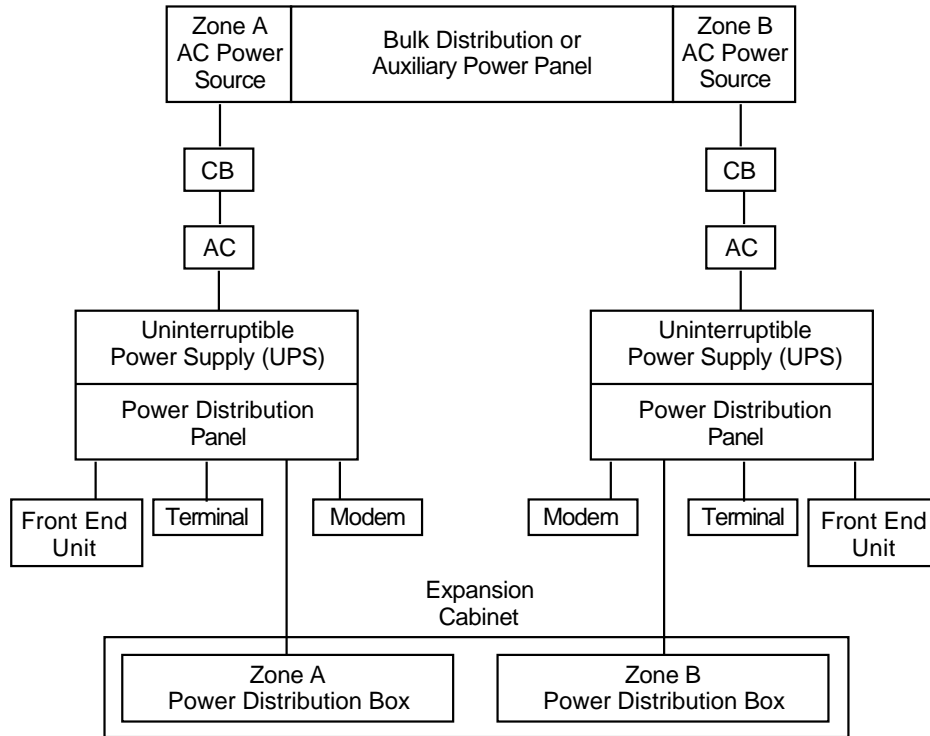 Zone A
AC Power
Source
Bulk Distribution or
Auxiliary Power Panel
Zone B
AC Power
Source
CB
CB
AC
AC
Uninterruptible
Power Supply (UPS)
Uninterruptible
Power Supply (UPS)
Power Distribution
Panel
Power Distribution
Panel
Front End
Unit
Terminal
Modem
Modem
Terminal
Front End
Unit
Expansion
Cabinet
Zone A
Power Distribution Box
Zone B
Power Distribution Box